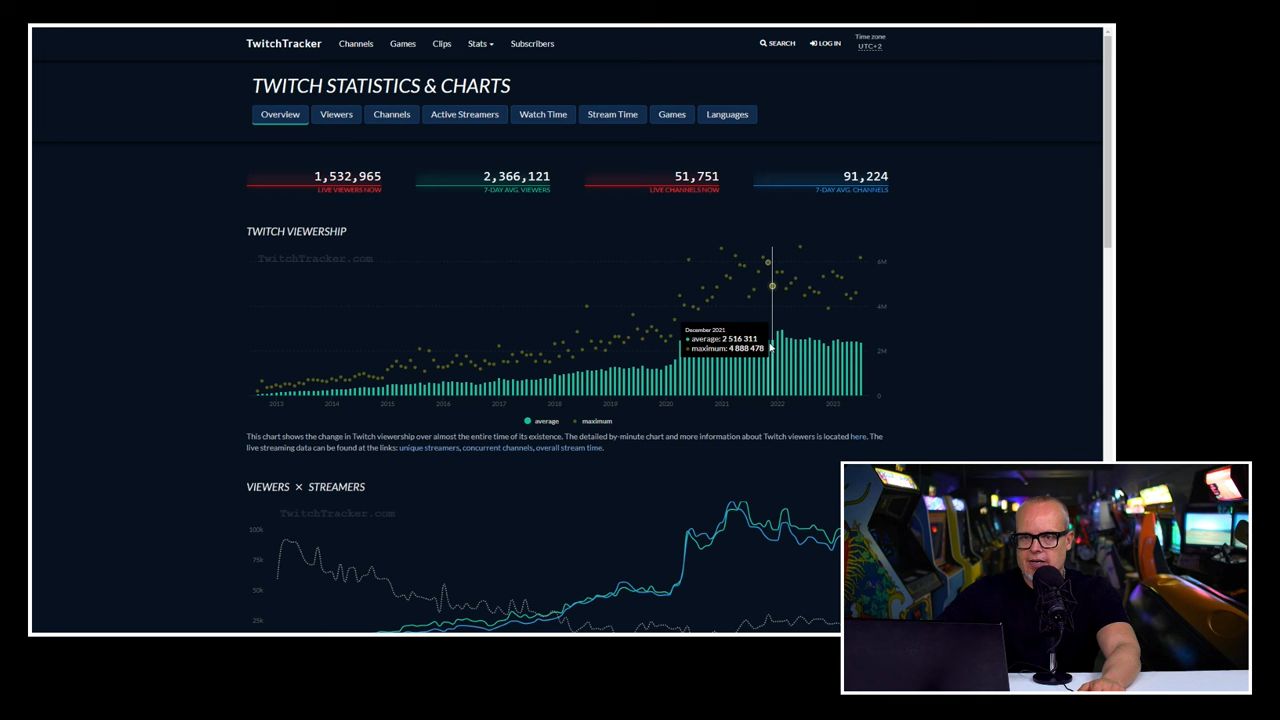 TwitchTracker Channels Games Clips Stats Subscribers SEARCH LOG IN Time zone UTC+2
TWITCH STATISTICS & CHARTS
Overview Viewers Channels Active Streamers Watch Time Stream Time Games Languages
1,532,965 2,366,121 51,751 91,224
LIVE VIEWERS NOW 7-DAY AVG. VIEWERS LIVE CHANNELS NOW 7-DAY AVG. CHANNELS
TWITCH VIEWERSHIP
TwitchTracker.com
6M
4M
December 2021
average: 2 516 311
maximum: 4 888 478
2M
0
2013 2014 2015 2016 2017 2018 2019 2020 2021 2022 2023
average maximum
This chart shows the change in Twitch viewership over almost the entire time of its existence. The detailed by-minute chart and more information about Twitch viewers is located here. The
live streaming data can be found at the links: unique streamers, concurrent channels, overall stream time.
VIEWERS × STREAMERS
TwitchTracker.com
100k
75k
50k
25k